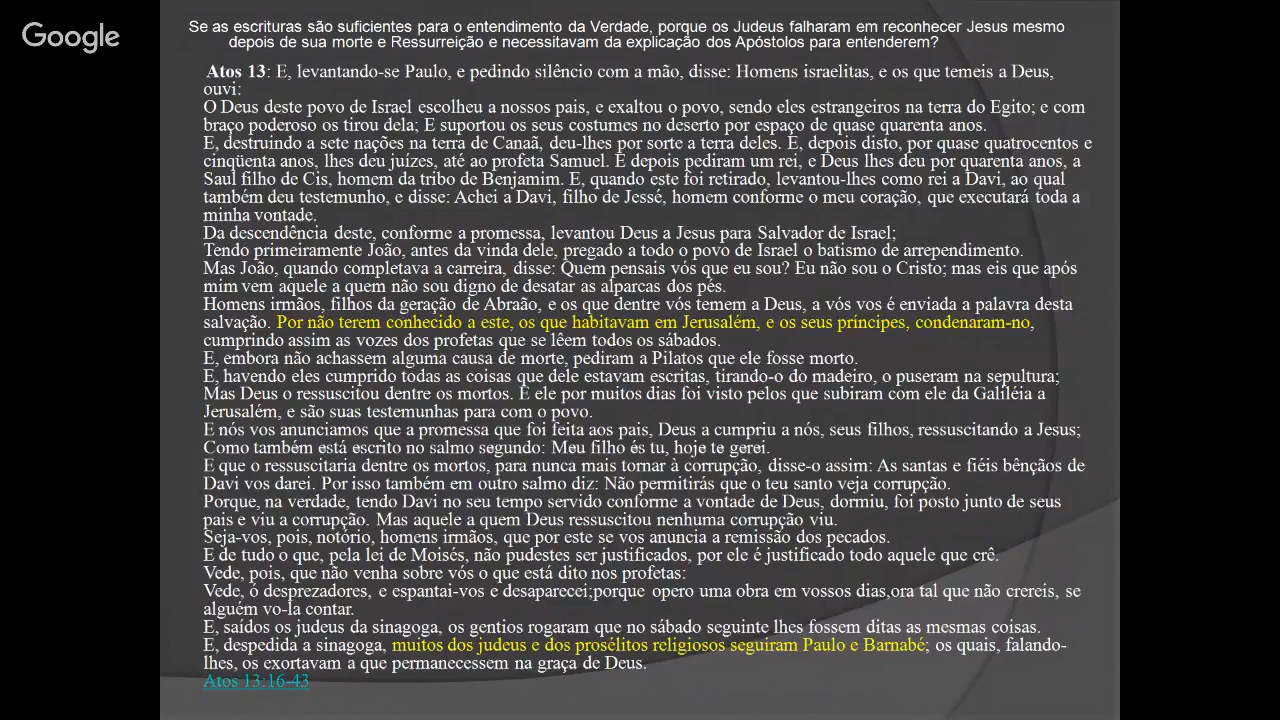 Google
Se as escrituras são suficientes para o entendimento da Verdade, porque os Judeus falharam em reconhecer Jesus mesmo
depois de sua morte e Ressurreição e necessitavam da explicação dos Apóstolos para entenderem?
Atos 13: E, levantando-se Paulo, e pedindo silêncio com a mão, disse: Homens israelitas, e os que temeis a Deus,
ouvi:
O Deus deste povo de Israel escolheu a nossos pais, e exaltou o povo, sendo eles estrangeiros na terra do Egito; e com
braço poderoso os tirou dela; E suportou os seus costumes no deserto por espaço de quase quarenta anos.
E, destruindo a sete nações na terra de Canaã, deu-lhes por sorte a terra deles. E, depois disto, por quase quatrocentos e
cinqüenta anos, lhes deu juízes, até ao profeta Samuel. E depois pediram um rei, e Deus lhes deu por quarenta anos, a
Saul filho de Cis, homem da tribo de Benjamim. E, quando este foi retirado, levantou-lhes como rei a Davi, ao qual
também deu testemunho, e disse: Achei a Davi, filho de Jessé, homem conforme o meu coração, que executará toda a
minha vontade.
Da descendência deste, conforme a promessa, levantou Deus a Jesus para Salvador de Israel;
Tendo primeiramente João, antes da vinda dele, pregado a todo o povo de Israel o batismo de arrependimento.
Mas João, quando completava a carreira, disse: Quem pensais vós que eu sou? Eu não sou o Cristo; mas eis que após
mim vem aquele a quem não sou digno de desatar as alparcas dos pés.
Homens irmãos, filhos da geração de Abraão, e os que dentre vós temem a Deus, a vós vos é enviada a palavra desta
salvação. Por não terem conhecido a este, os que habitavam em Jerusalém, e os seus príncipes, condenaram-no,
cumprindo assim as vozes dos profetas que se lêem todos os sábados.
E, embora não achassem alguma causa de morte, pediram a Pilatos que ele fosse morto.
E, havendo eles cumprido todas as coisas que dele estavam escritas, tirando-o do madeiro, o puseram na sepultura;
Mas Deus o ressuscitou dentre os mortos. E ele por muitos dias foi visto pelos que subiram com ele da Galiléia a
Jerusalém, e são suas testemunhas para com o povo.
E nós vos anunciamos que a promessa que foi feita aos pais, Deus a cumpriu a nós, seus filhos, ressuscitando a Jesus;
Como também está escrito no salmo segundo: Meu filho és tu, hoje te gerei.
E que o ressuscitaria dentre os mortos, para nunca mais tornar à corrupção, disse-o assim: As santas e fiéis bênçãos de
Davi vos darei. Por isso também em outro salmo diz: Não permitirás que o teu santo veja corrupção.
Porque, na verdade, tendo Davi no seu tempo servido conforme a vontade de Deus, dormiu, foi posto junto de seus
pais e viu a corrupção. Mas aquele a quem Deus ressuscitou nenhuma corrupção viu.
Seja-vos, pois, notório, homens irmãos, que por este se vos anuncia a remissão dos pecados.
E de tudo o que, pela lei de Moisés, não pudestes ser justificados, por ele é justificado todo aquele que crê.
Vede, pois, que não venha sobre vós o que está dito nos profetas:
Vede, ó desprezadores, e espantai-vos e desaparecei;porque opero uma obra em vossos dias,ora tal que não crereis, se
alguém vo-la contar.
E, saídos os judeus da sinagoga, os gentios rogaram que no sábado seguinte lhes fossem ditas as mesmas coisas.
E, despedida a sinagoga, muitos dos judeus e dos prosélitos religiosos seguiram Paulo e Barnabé; os quais, falando-
lhes, os exortavam a que permanecessem na graça de Deus.
Atos 13:16-43